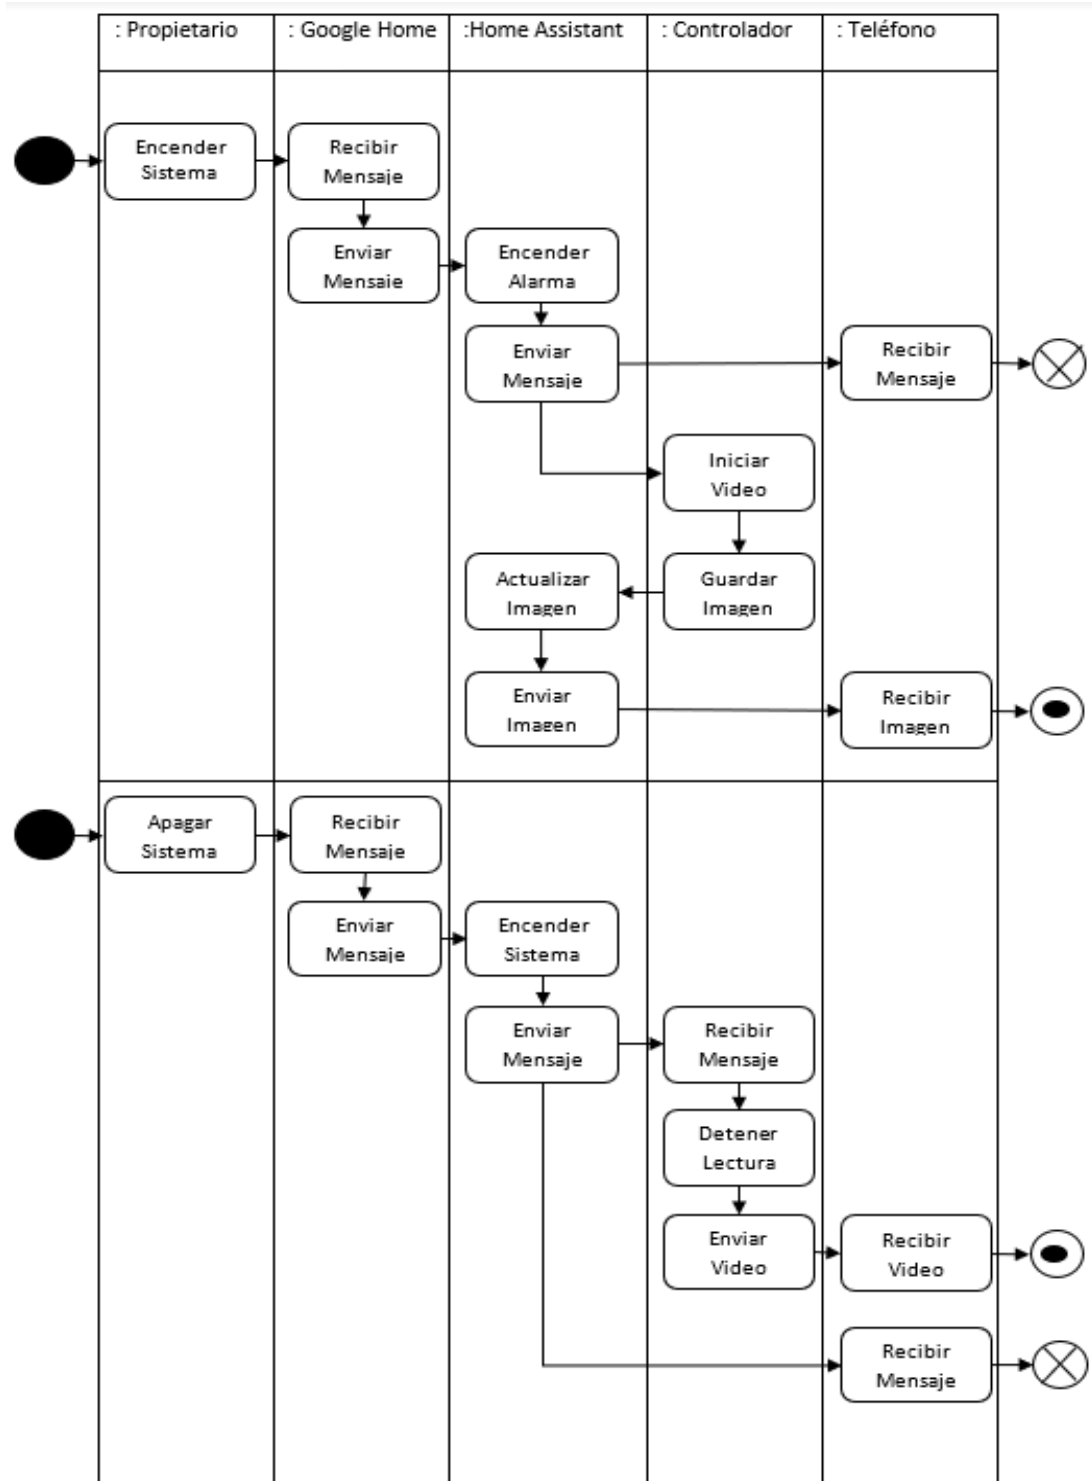 : Propietario
: Google Home
:Home Assistant
: Controlador
: Teléfono
Encender
Sistema
Recibir
Mensaje
Enviar
Mensaje
Encender
Alarma
Enviar
Mensaje
Recibir
Mensaje
Iniciar
Video
Actualizar
Imagen
Guardar
Imagen
Enviar
Imagen
Recibir
Imagen
Apagar
Sistema
Recibir
Mensaje
Enviar
Mensaje
Encender
Sistema
Enviar
Mensaje
Recibir
Mensaje
Detener
Lectura
Enviar
Video
Recibir
Video
Recibir
Mensaje